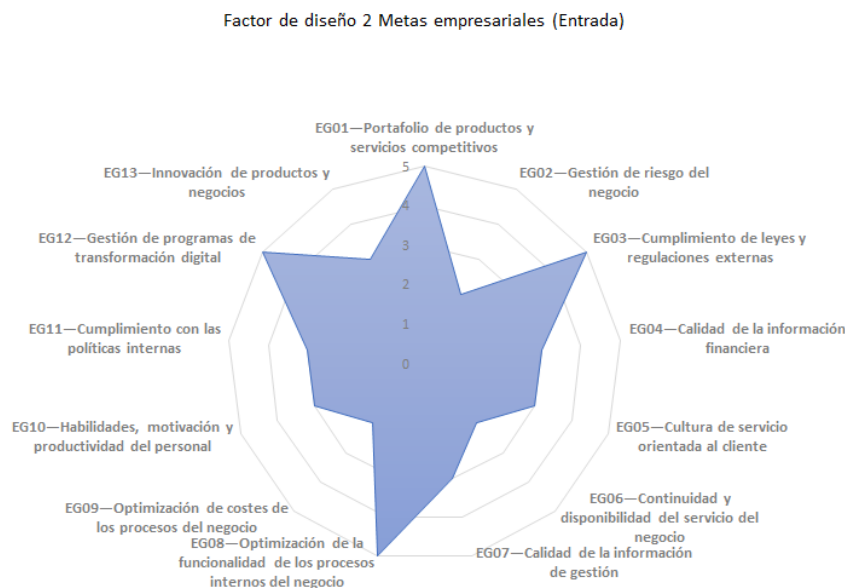 Factor de diseño 2 Metas empresariales (Entrada)
EG01—Portafolio de productos y
servicios competitivos
EG02—Gestión de riesgo del
negocio
EG03—Cumplimiento de leyes y
regulaciones externas
EG04—Calidad de la información
financiera
EG05—Cultura de servicio
orientada al cliente
EG06—Continuidad y
disponibilidad del servicio del
negocio
EG07—Calidad de la información
de gestión
EG08—Optimización de la
funcionalidad de los procesos
internos del negocio
EG09—Optimización de costes de
los procesos del negocio
EG10—Habilidades, motivación y
productividad del personal
EG11—Cumplimiento con las
políticas internas
EG12—Gestión de programas de
transformación digital
EG13—Innovación de productos y
negocios
5
4
3
2
1
0